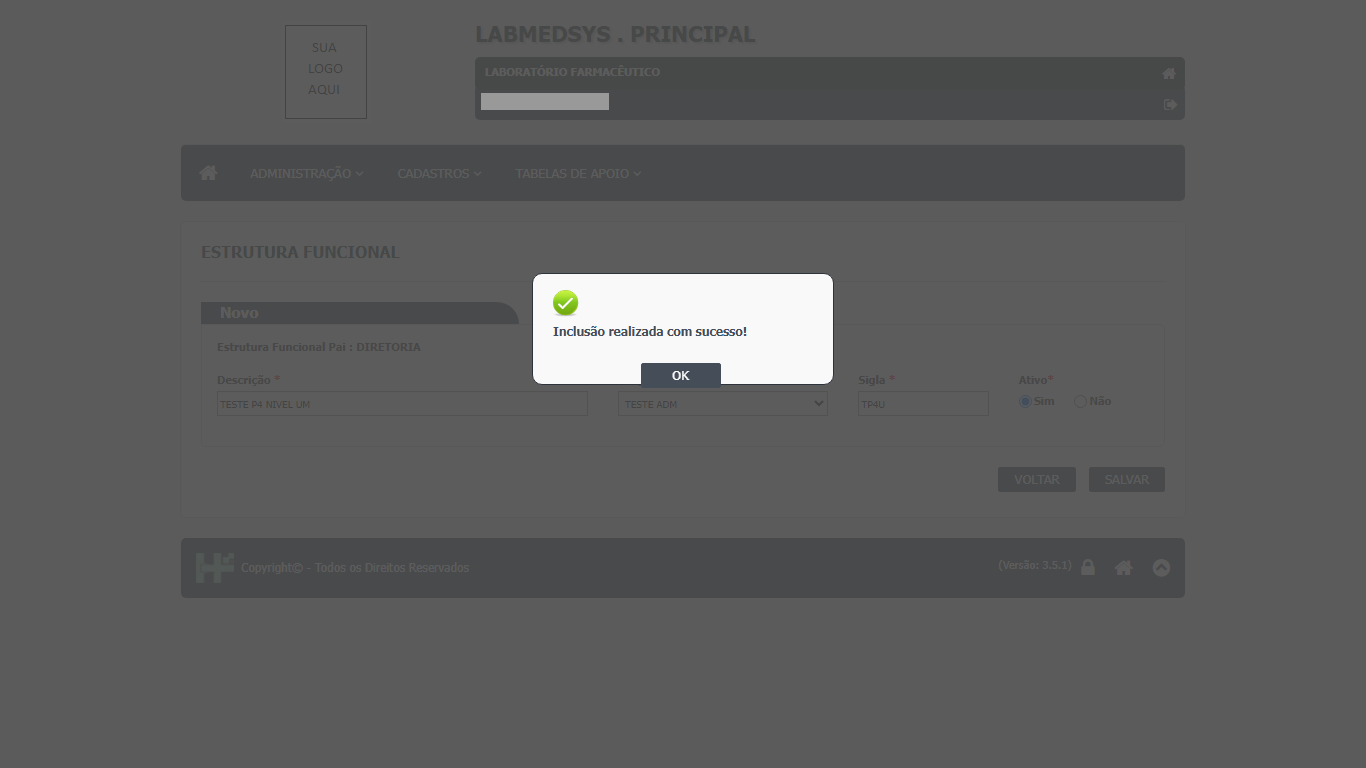 SUA
LOGO
AQUI
LABMEDSYS . PRINCIPAL
LABORATÓRIO FARMACÊUTICO
ADMINISTRAÇÃO
CADASTROS
TABELAS DE APOIO
ESTRUTURA FUNCIONAL
Novo
Estrutura Funcional Pai : DIRETORIA
Descrição *
Sigla *
Ativo*
TESTE P4 NIVEL UM
TESTE ADM
TP4U
Sim
Não
Inclusão realizada com sucesso!
OK
VOLTAR
SALVAR
Copyright© - Todos os Direitos Reservados
(Versão: 3.5.1)